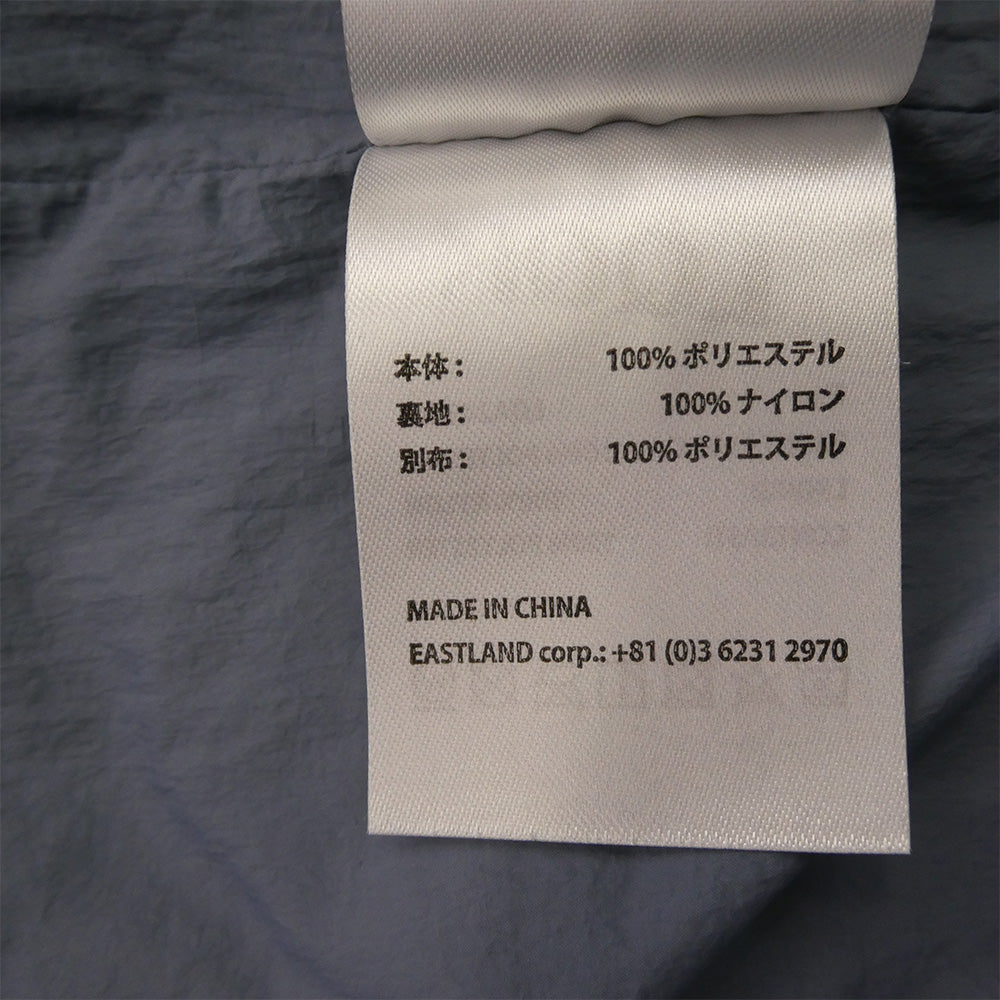 本体： 100% ポリエステル
裏地： 100% ナイロン
別布： 100% ポリエステル
MADE IN CHINA
EASTLAND corp.: +81 (0)3 6231 2970